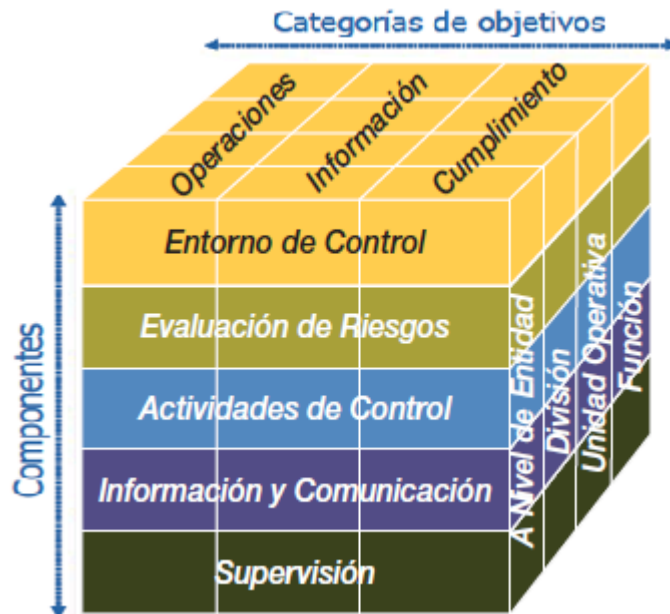 Categorías de objetivos
Operaciones
Información
Cumplimiento
Componentes
Entorno de Control
Evaluación de Riesgos
Actividades de Control
Información y Comunicación
Supervisión
A Nivel de Entidad
División
Unidad Operativa
Función